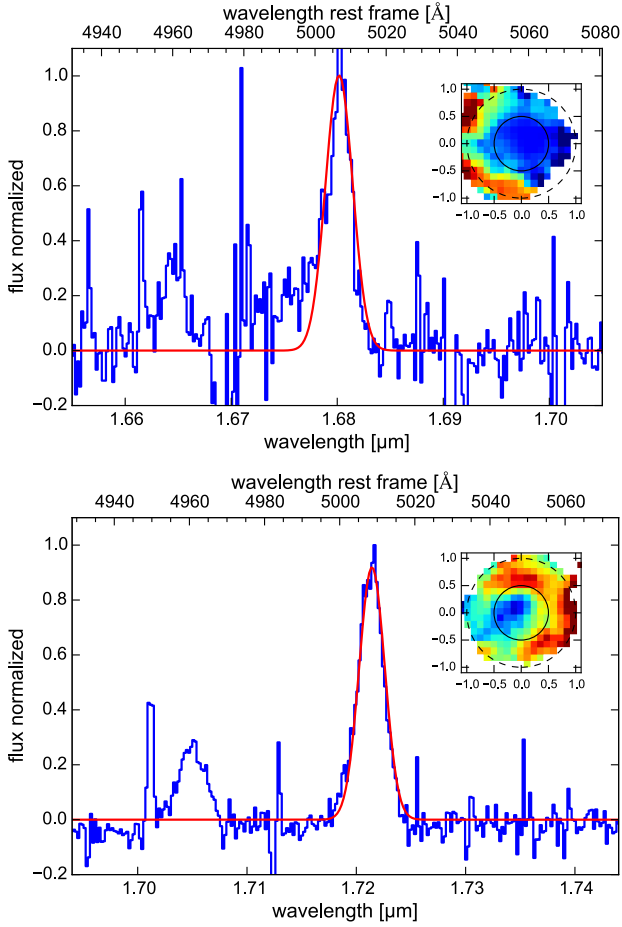 wavelength rest frame [Å]
4940 4960 4980 5000 5020 5040 5060 5080
flux normalized
1.0
0.8
0.6
0.4
0.2
0.0
−0.2
1.0
0.5
0.0
−0.5
−1.0
−1.0 −0.5 0.0 0.5 1.0
1.66 1.67 1.68 1.69 1.70
wavelength [µm]
wavelength rest frame [Å]
4940 4960 4980 5000 5020 5040 5060
flux normalized
1.0
0.8
0.6
0.4
0.2
0.0
−0.2
1.0
0.5
0.0
−0.5
−1.0
−1.0 −0.5 0.0 0.5 1.0
1.70 1.71 1.72 1.73 1.74
wavelength [µm]